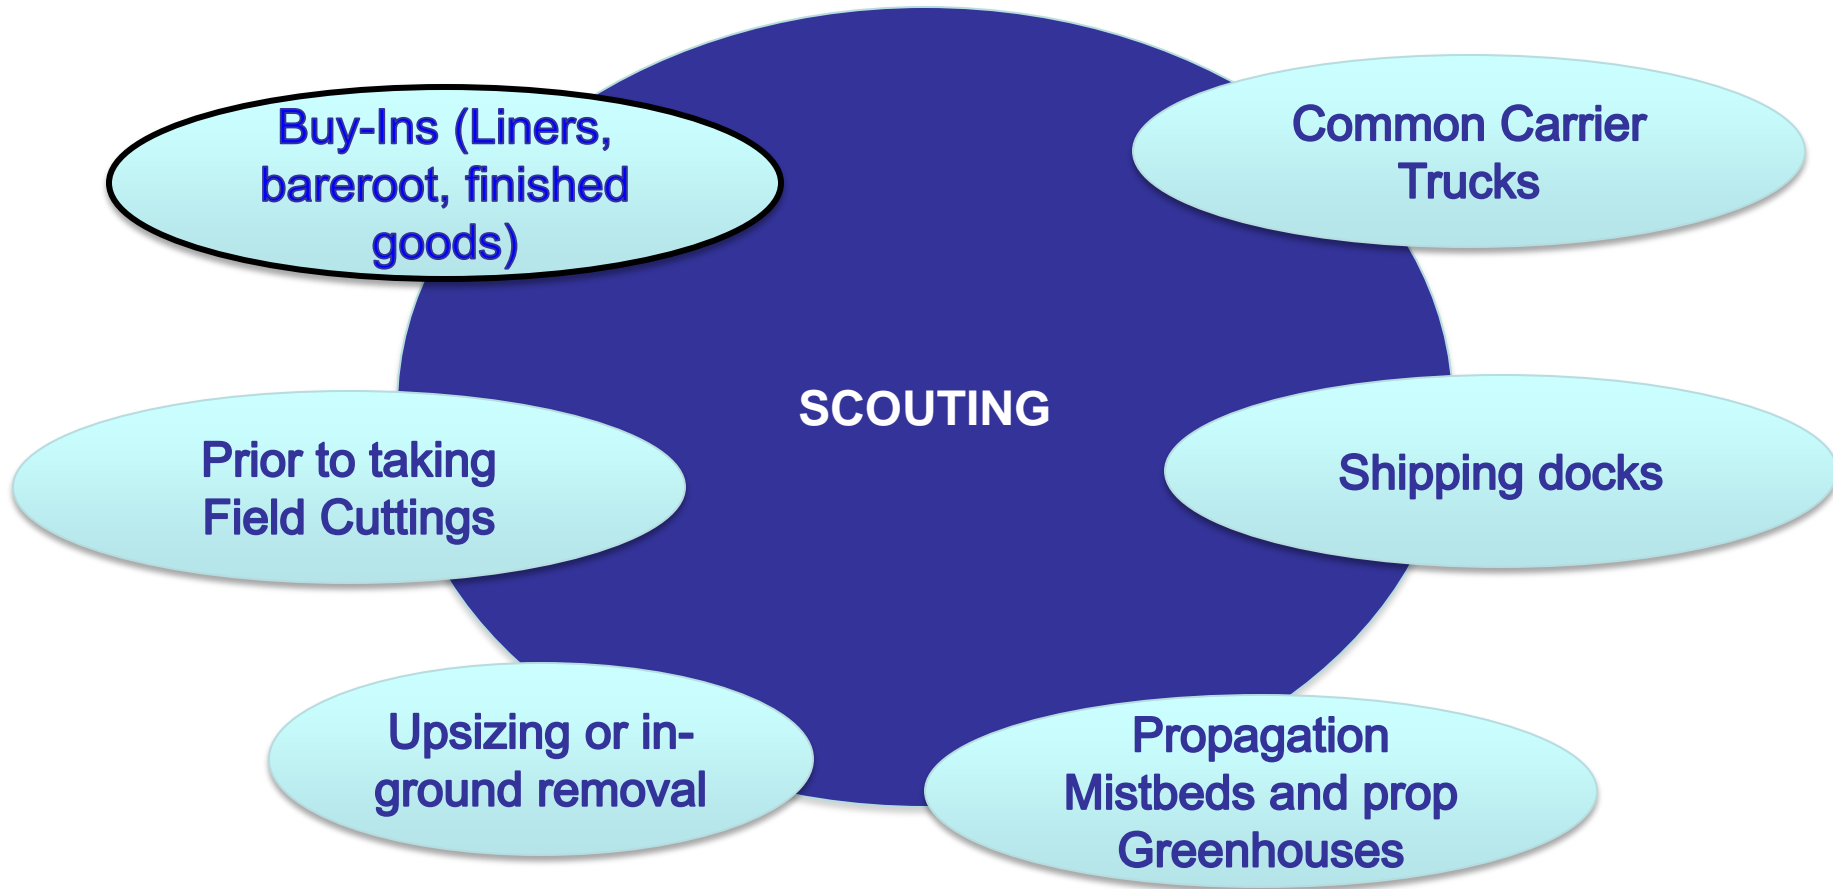 Buy-Ins (Liners,
bareroot, finished
goods)
Common Carrier
Trucks
SCOUTING
Prior to taking
Field Cuttings
Shipping docks
Upsizing or in-
ground removal
Propagation
Mistbeds and prop
Greenhouses